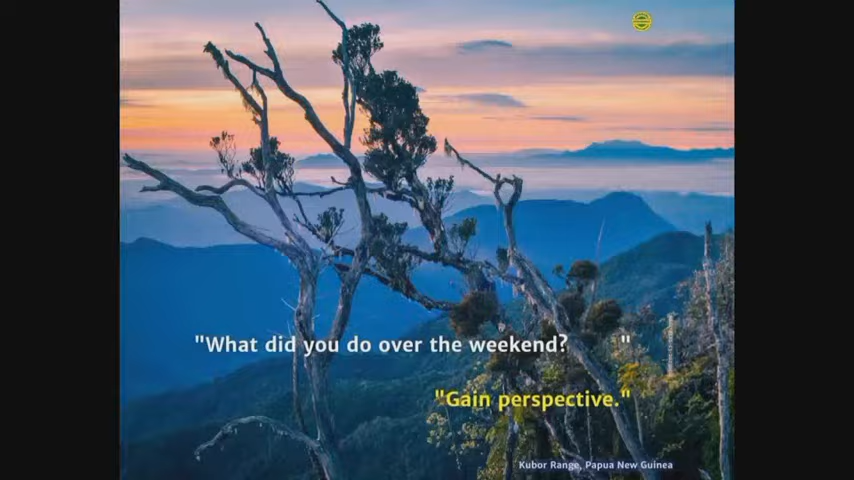 "What did you do over the weekend? "
"Gain perspective."
Kubor Range, Papua New Guinea